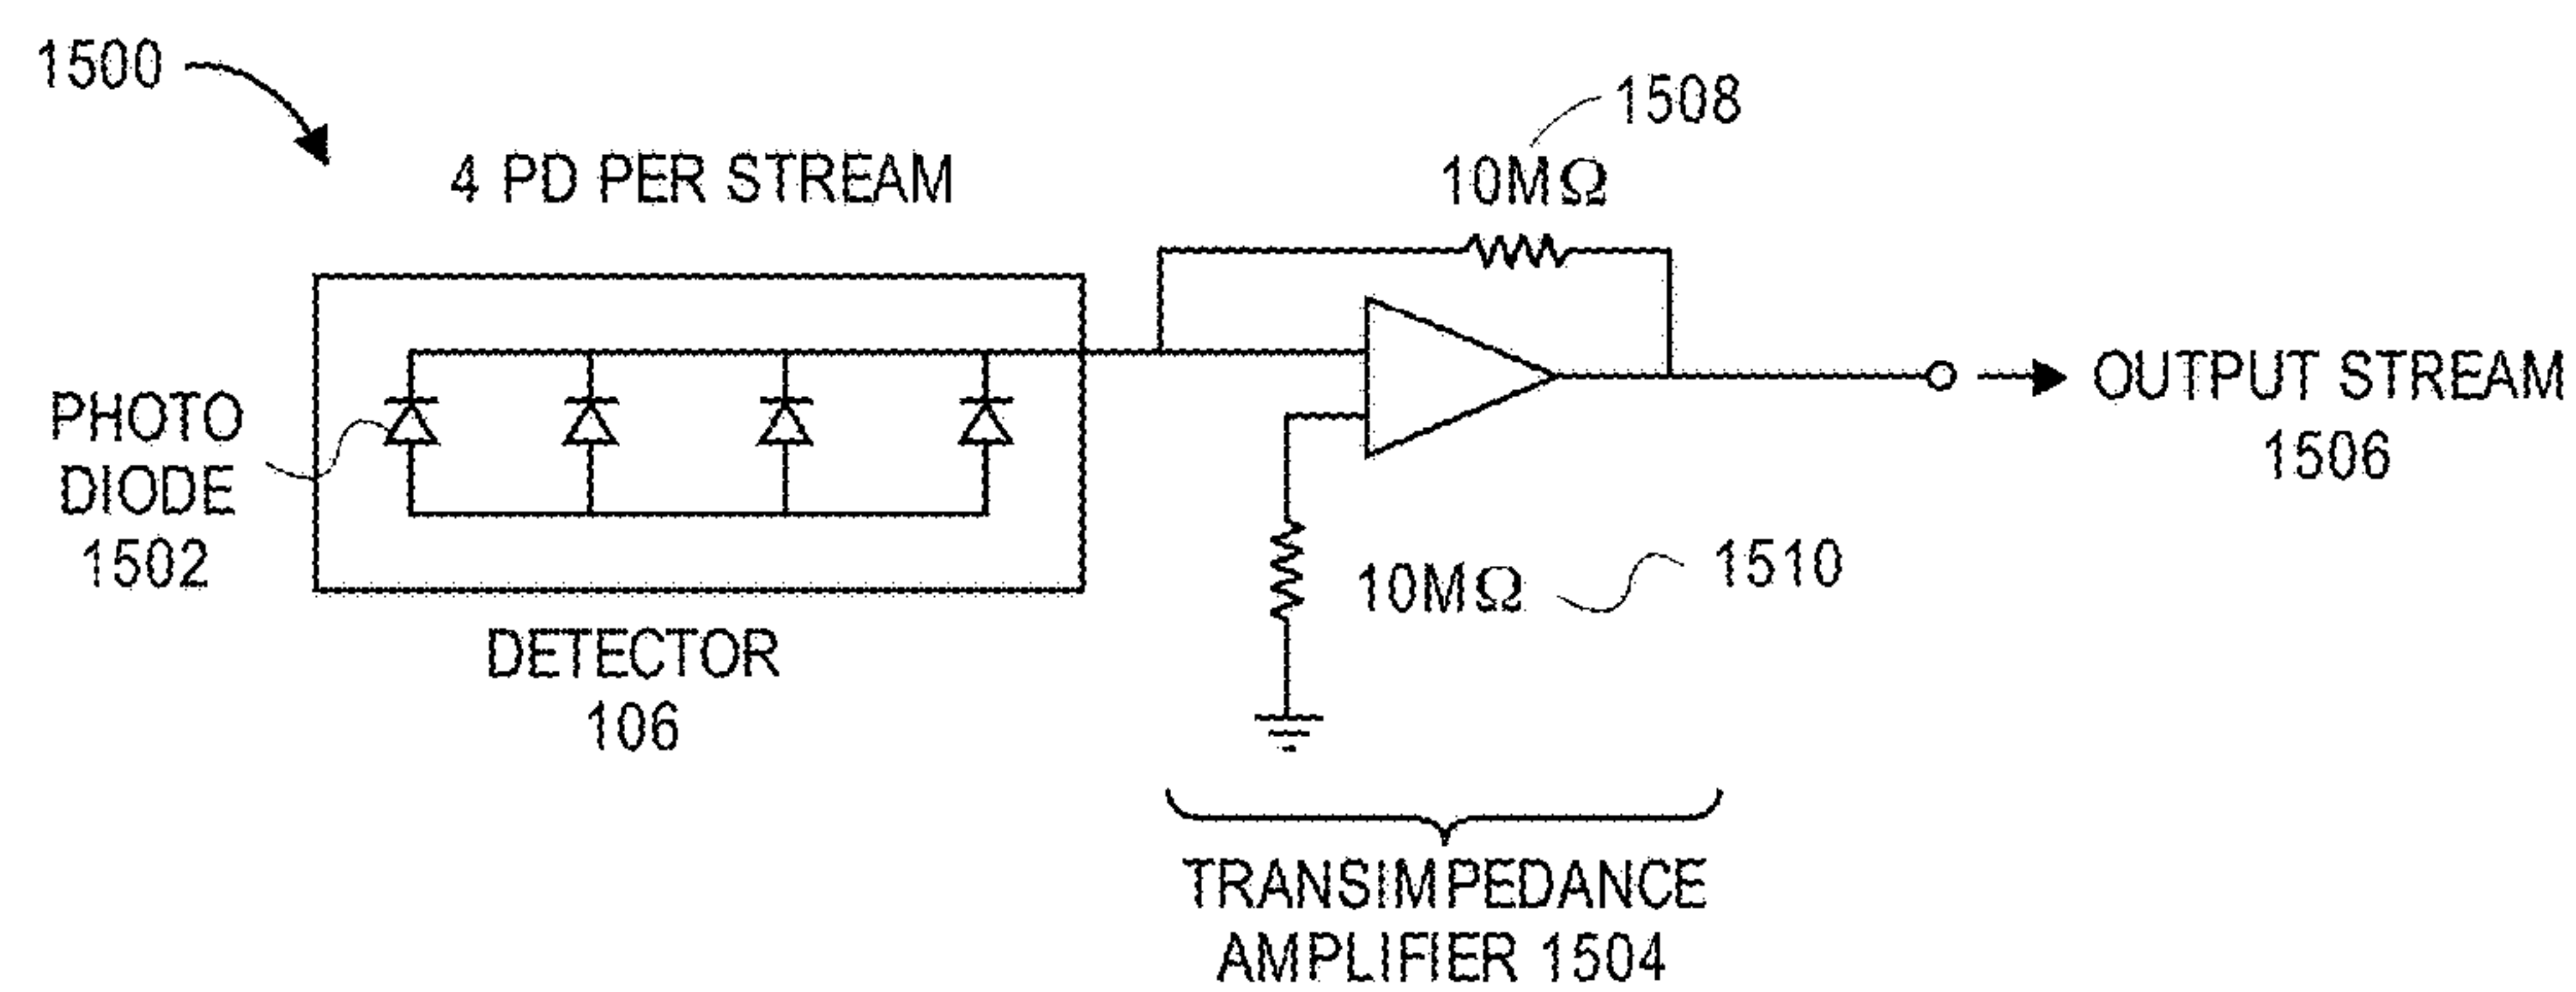 1500
4 PD PER STREAM
1508
10MΩ
PHOTO
DIODE
1502
OUTPUT STREAM
1506
10MΩ
1510
DETECTOR
106
TRANSIMPEDANCE
AMPLIFIER 1504